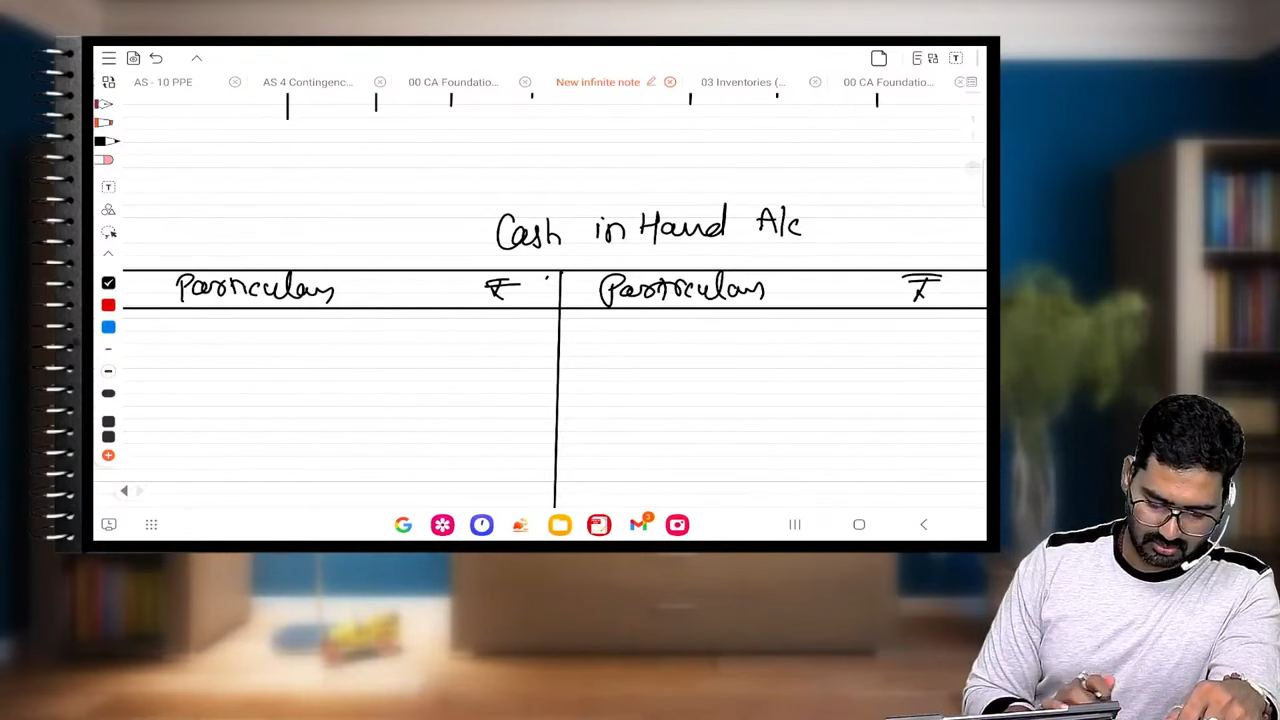 AS - 10 PPE AS 4 Contingenc... 00 CA Foundatio... New infinite note 03 Inventories (... 00 CA Foundatio...
Cash in Hand A/c
Particulars ₹ Particulars ₹
3